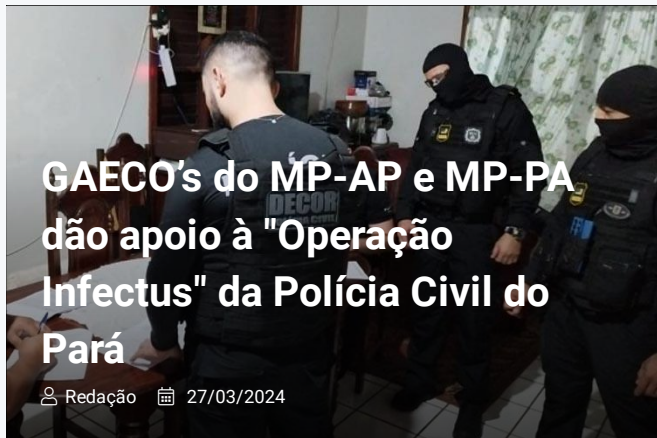 GAECO’s do MP-AP e MP-PA
dão apoio à "Operação
Infectus" da Polícia Civil do
Pará
Redação 27/03/2024
DECOR